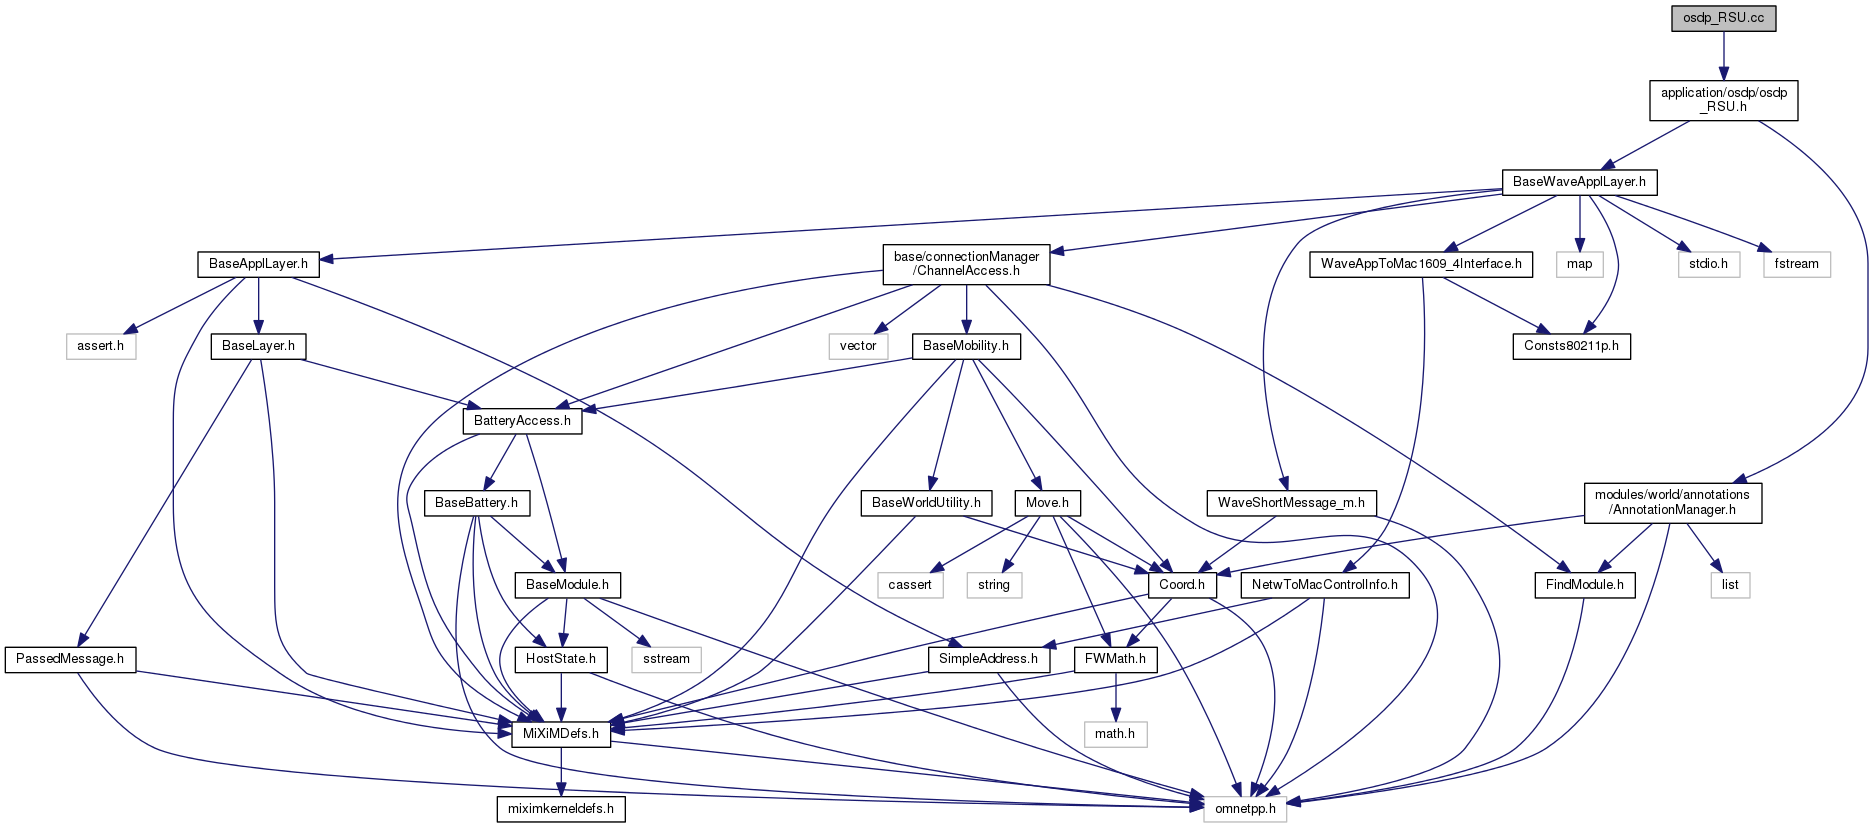 osdp_RSU.cc
application/osdp/osdp
_RSU.h
BaseWaveApplLayer.h
BaseApplLayer.h
base/connectionManager
/ChannelAccess.h
WaveAppToMac1609_4Interface.h
map
stdio.h
fstream
assert.h
BaseLayer.h
vector
BaseMobility.h
Consts80211p.h
BatteryAccess.h
BaseBattery.h
BaseWorldUtility.h
Move.h
WaveShortMessage_m.h
modules/world/annotations
/AnnotationManager.h
BaseModule.h
cassert
string
Coord.h
NetwToMacControlInfo.h
FindModule.h
list
PassedMessage.h
HostState.h
sstream
SimpleAddress.h
FWMath.h
MiXiMDefs.h
math.h
miximkerneldefs.h
omnetpp.h